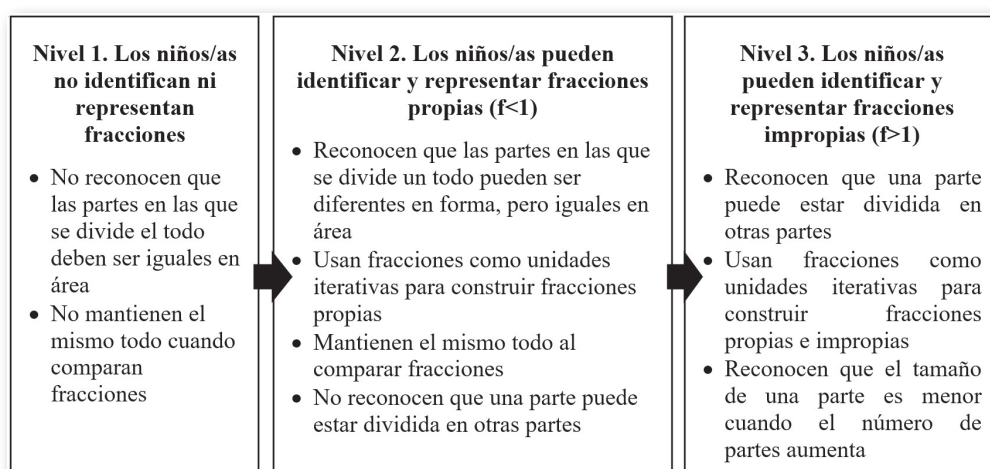 Nivel 1. Los niños/as
no identifican ni
representan
fracciones
• No reconocen que
las partes en las que
se divide el todo
deben ser iguales en
área
• No mantienen el
mismo todo cuando
comparan
fracciones
Nivel 2. Los niños/as pueden
identificar y representar fracciones
propias (f<1)
• Reconocen que las partes en las que
se divide un todo pueden ser
diferentes en forma, pero iguales en
área
• Usan fracciones como unidades
iterativas para construir fracciones
propias
• Mantienen el mismo todo al
comparar fracciones
• No reconocen que una parte puede
estar dividida en otras partes
Nivel 3. Los niños/as
pueden identificar y
representar fracciones
impropias (f>1)
• Reconocen que una parte
puede estar dividida en
otras partes
• Usan fracciones como
unidades iterativas para
construir fracciones
propias e impropias
• Reconocen que el tamaño
de una parte es menor
cuando el número de
partes aumenta